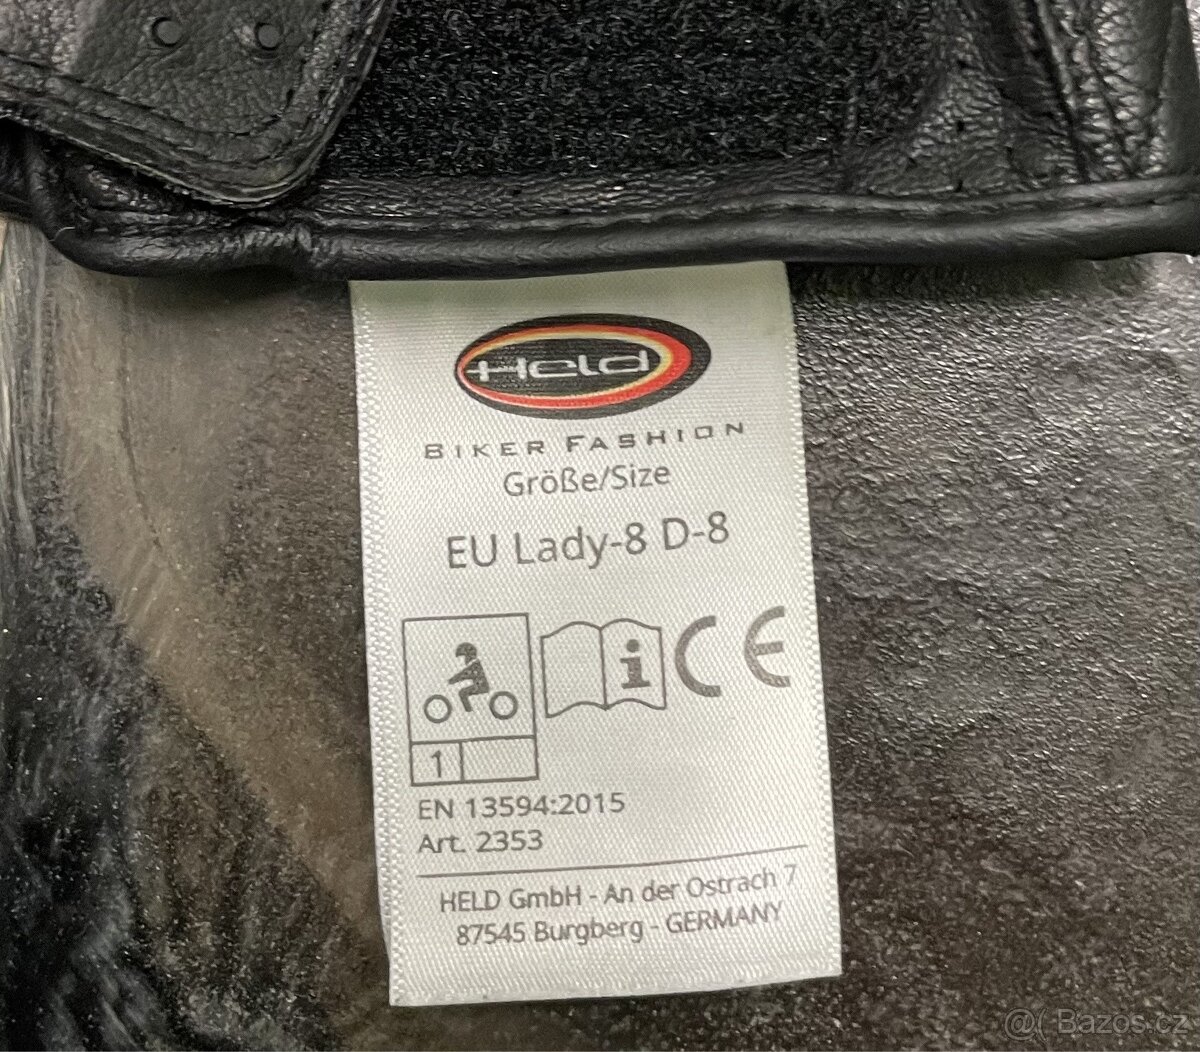 Held
BIKER FASHION
Größe/Size
EU Lady-8 D-8
i
CE
1
EN 13594:2015
Art. 2353
HELD GmbH - An der Ostrach 7
87545 Burgberg - GERMANY
@( Bazos.cz